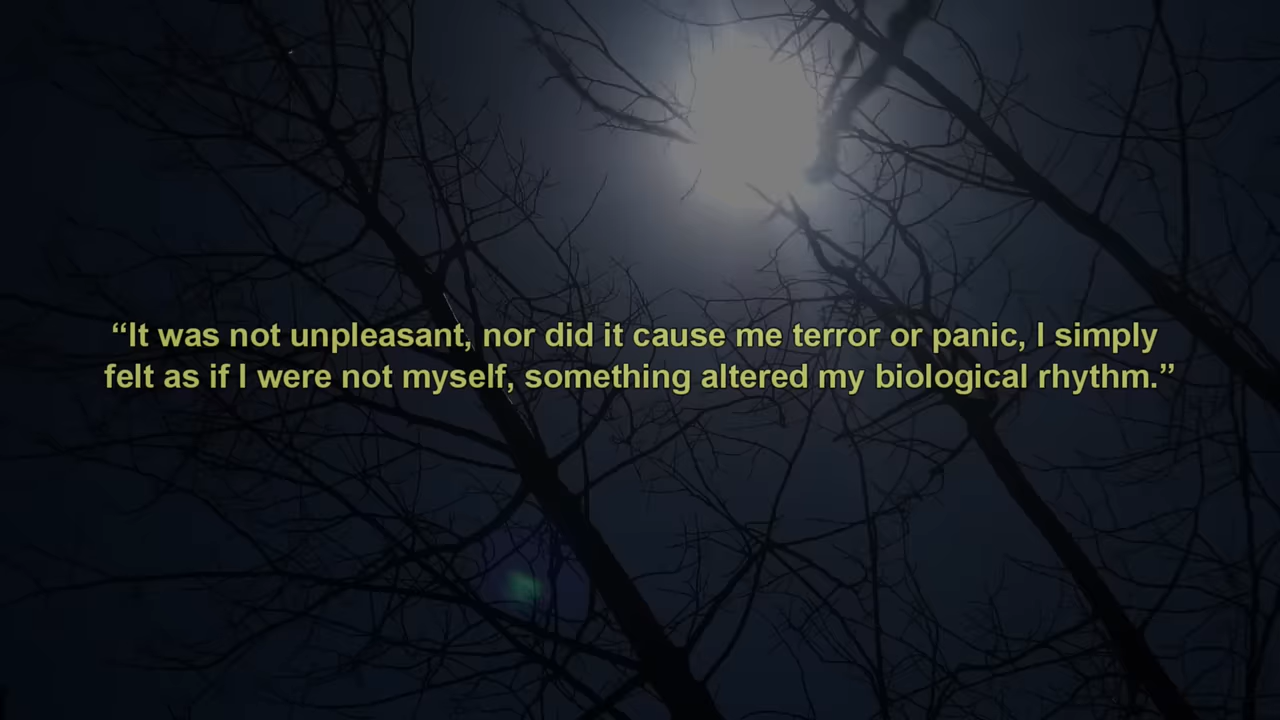 “It was not unpleasant, nor did it cause me terror or panic, I simply
felt as if I were not myself, something altered my biological rhythm.”